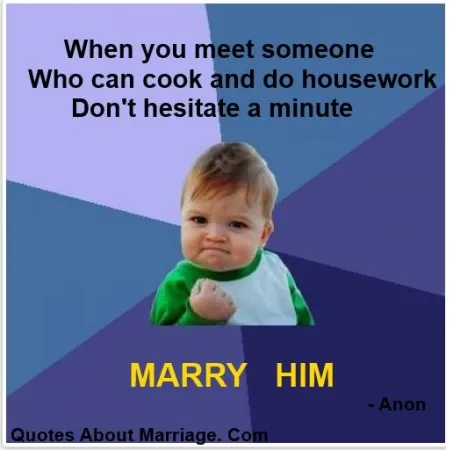 When you meet someone
Who can cook and do housework
Don't hesitate a minute
MARRY HIM
- Anon
Quotes About Marriage. Com